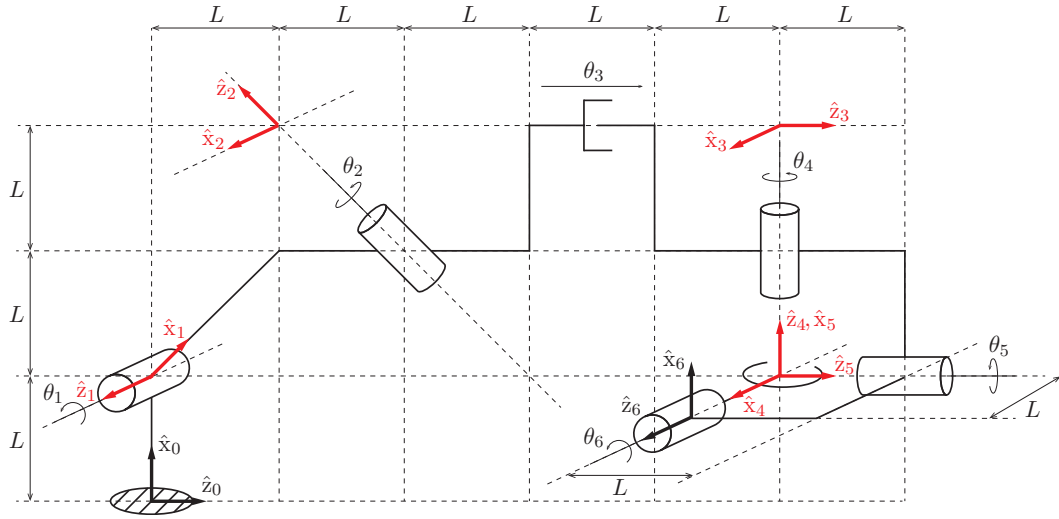 L L L L L L
θ̂₃
ẑ₂
x̂₂
ẑ₃
x̂₃
θ₄
θ₂
L
L
x̂₁
ẑ₄, x̂₅
θ₁
ẑ₁
x̂₆
ẑ₅
θ₅
ẑ₆
x̂₄
L
θ₆
L
x̂₀
L
ẑ₀